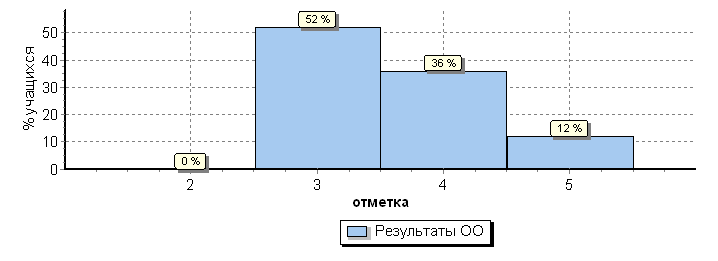 % учащихся
50
40
30
20
10
0
0 %
52 %
36 %
12 %
2 3 4 5
отметка
Результаты ОО